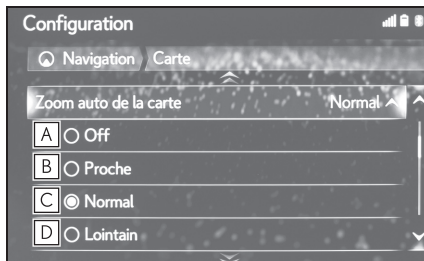 Configuration
Navigation Carte
Zoom auto de la carte Normal
A Off
B Proche
C Normal
D Lointain